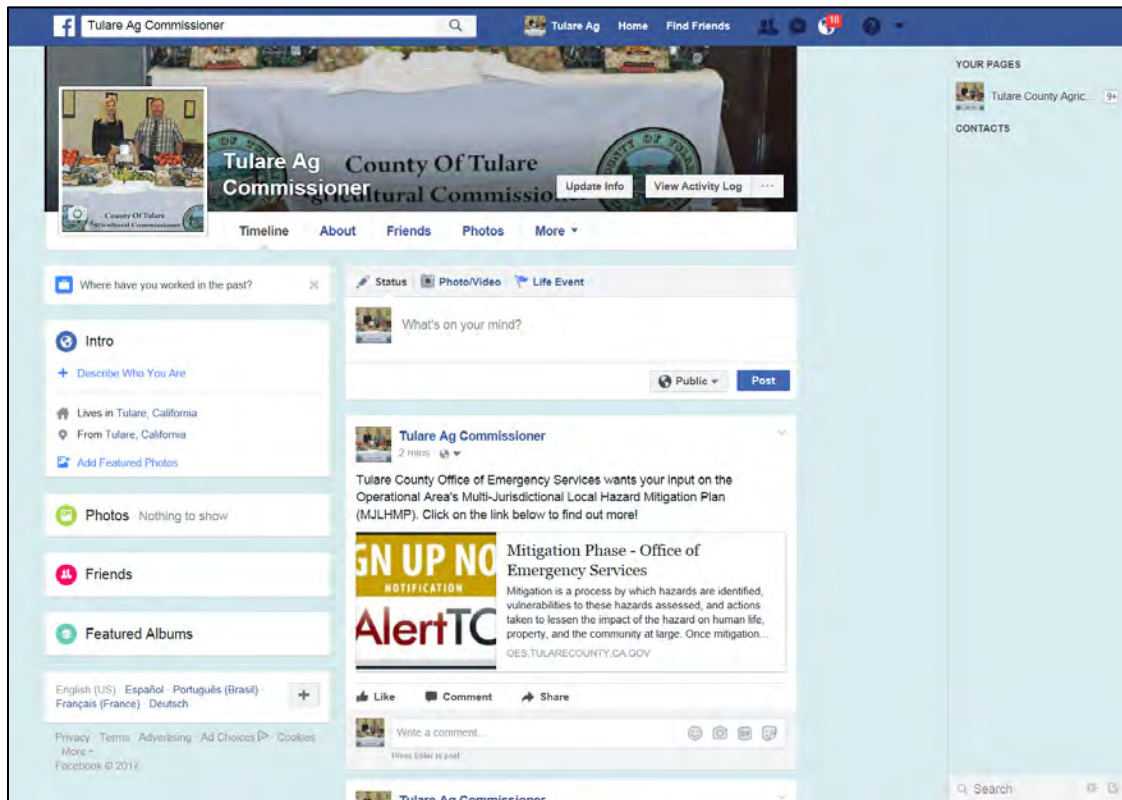 Tulare Ag Commissioner
Tulare Ag Home Find Friends
18
YOUR PAGES
Tulare County Agric... 9+
CONTACTS
County Of Tulare
Agricultural Commissioner
Tulare Ag
Commissioner
County Of Tulare
Agricultural Commissio
Update Info View Activity Log ...
Timeline About Friends Photos More
Where have you worked in the past?
Intro
+ Describe Who You Are
Lives in Tulare, California
From Tulare, California
Add Featured Photos
Photos Nothing to show
Friends
Featured Albums
English (US) · Español · Português (Brasil) ·
Français (France) · Deutsch
+
Privacy · Terms · Advertising · Ad Choices · Cookies
· More
Facebook © 2017
Status Photo/Video Life Event
What's on your mind?
Public Post
Tulare Ag Commissioner
2 mins ·
Tulare County Office of Emergency Services wants your input on the
Operational Area's Multi-Jurisdictional Local Hazard Mitigation Plan
(MJLHMP). Click on the link below to find out more!
GN UP NO
NOTIFICATION
AlertTC
Mitigation Phase - Office of
Emergency Services
Mitigation is a process by which hazards are identified,
vulnerabilities to these hazards assessed, and actions
taken to lessen the impact of the hazard on human life,
property, and the community at large. Once mitigation...
OES.TULARECOUNTY.CA.GOV
Like Comment Share
Write a comment...
Press Enter to post.
Tulare Ag Commissioner
Search